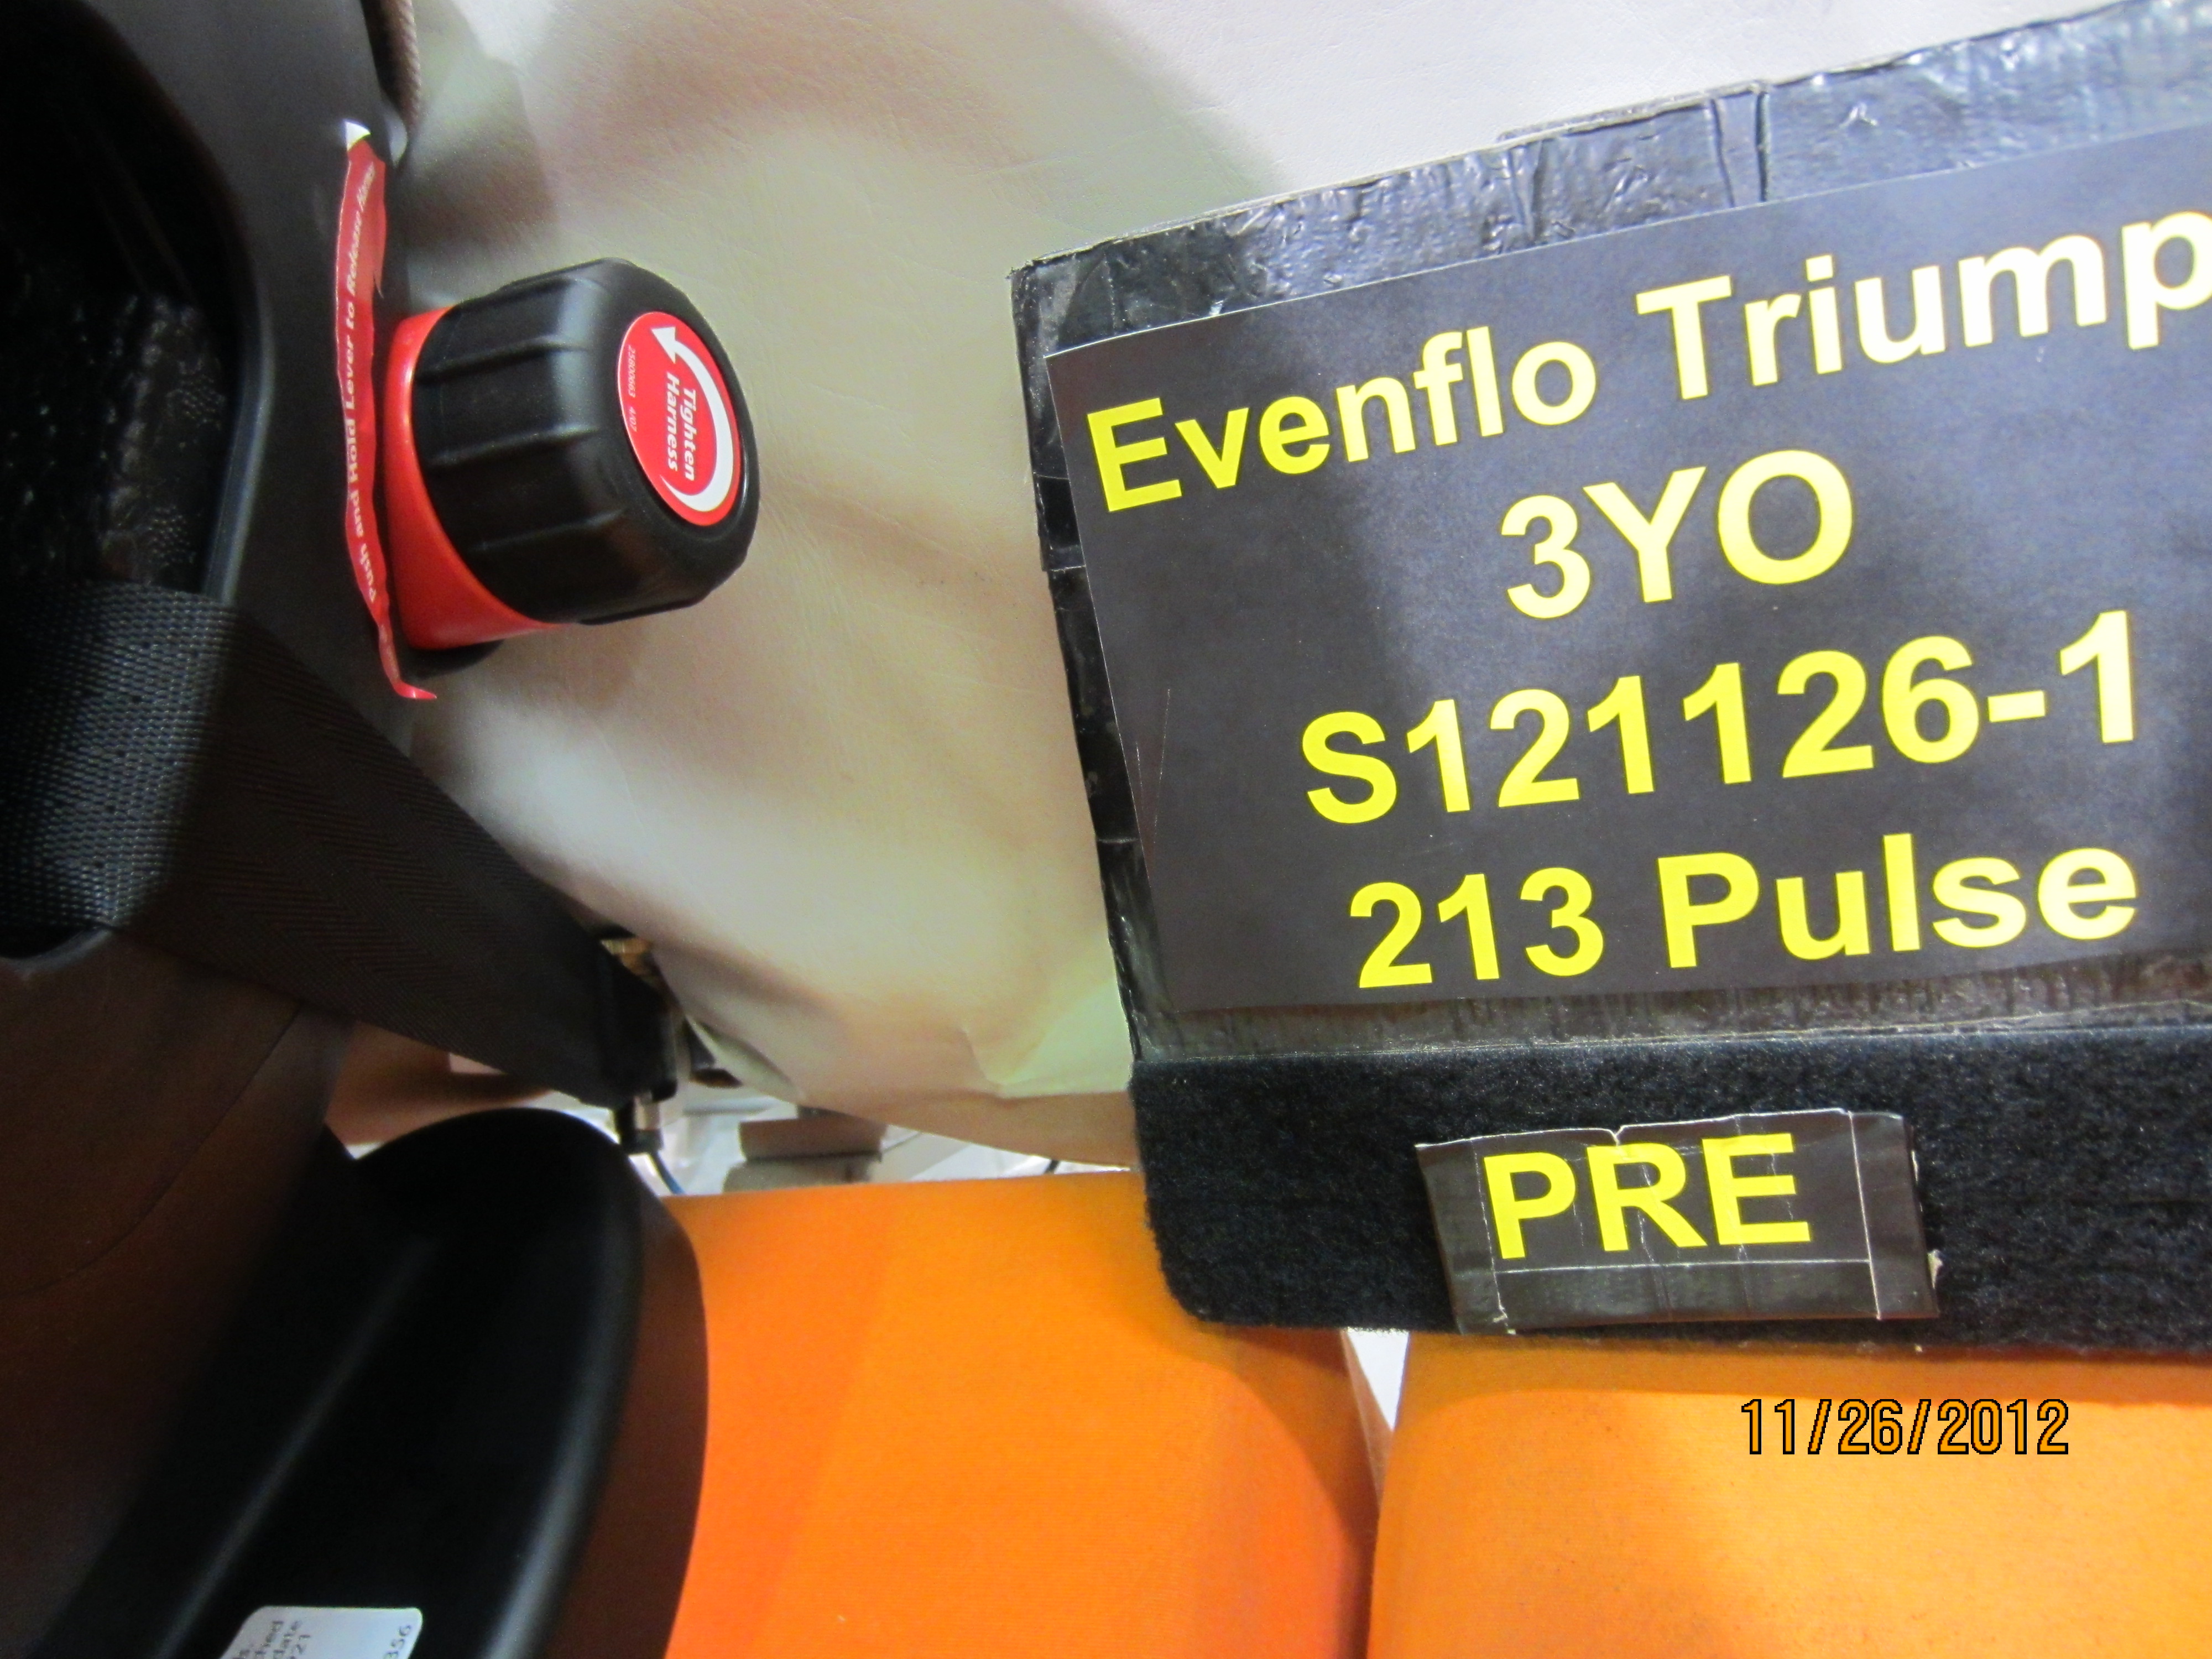 Push and Hold Lever to Release Harness
Tighten
Harness
Evenflo Triump
3YO
S121126-1
213 Pulse
PRE
11/26/2012
356